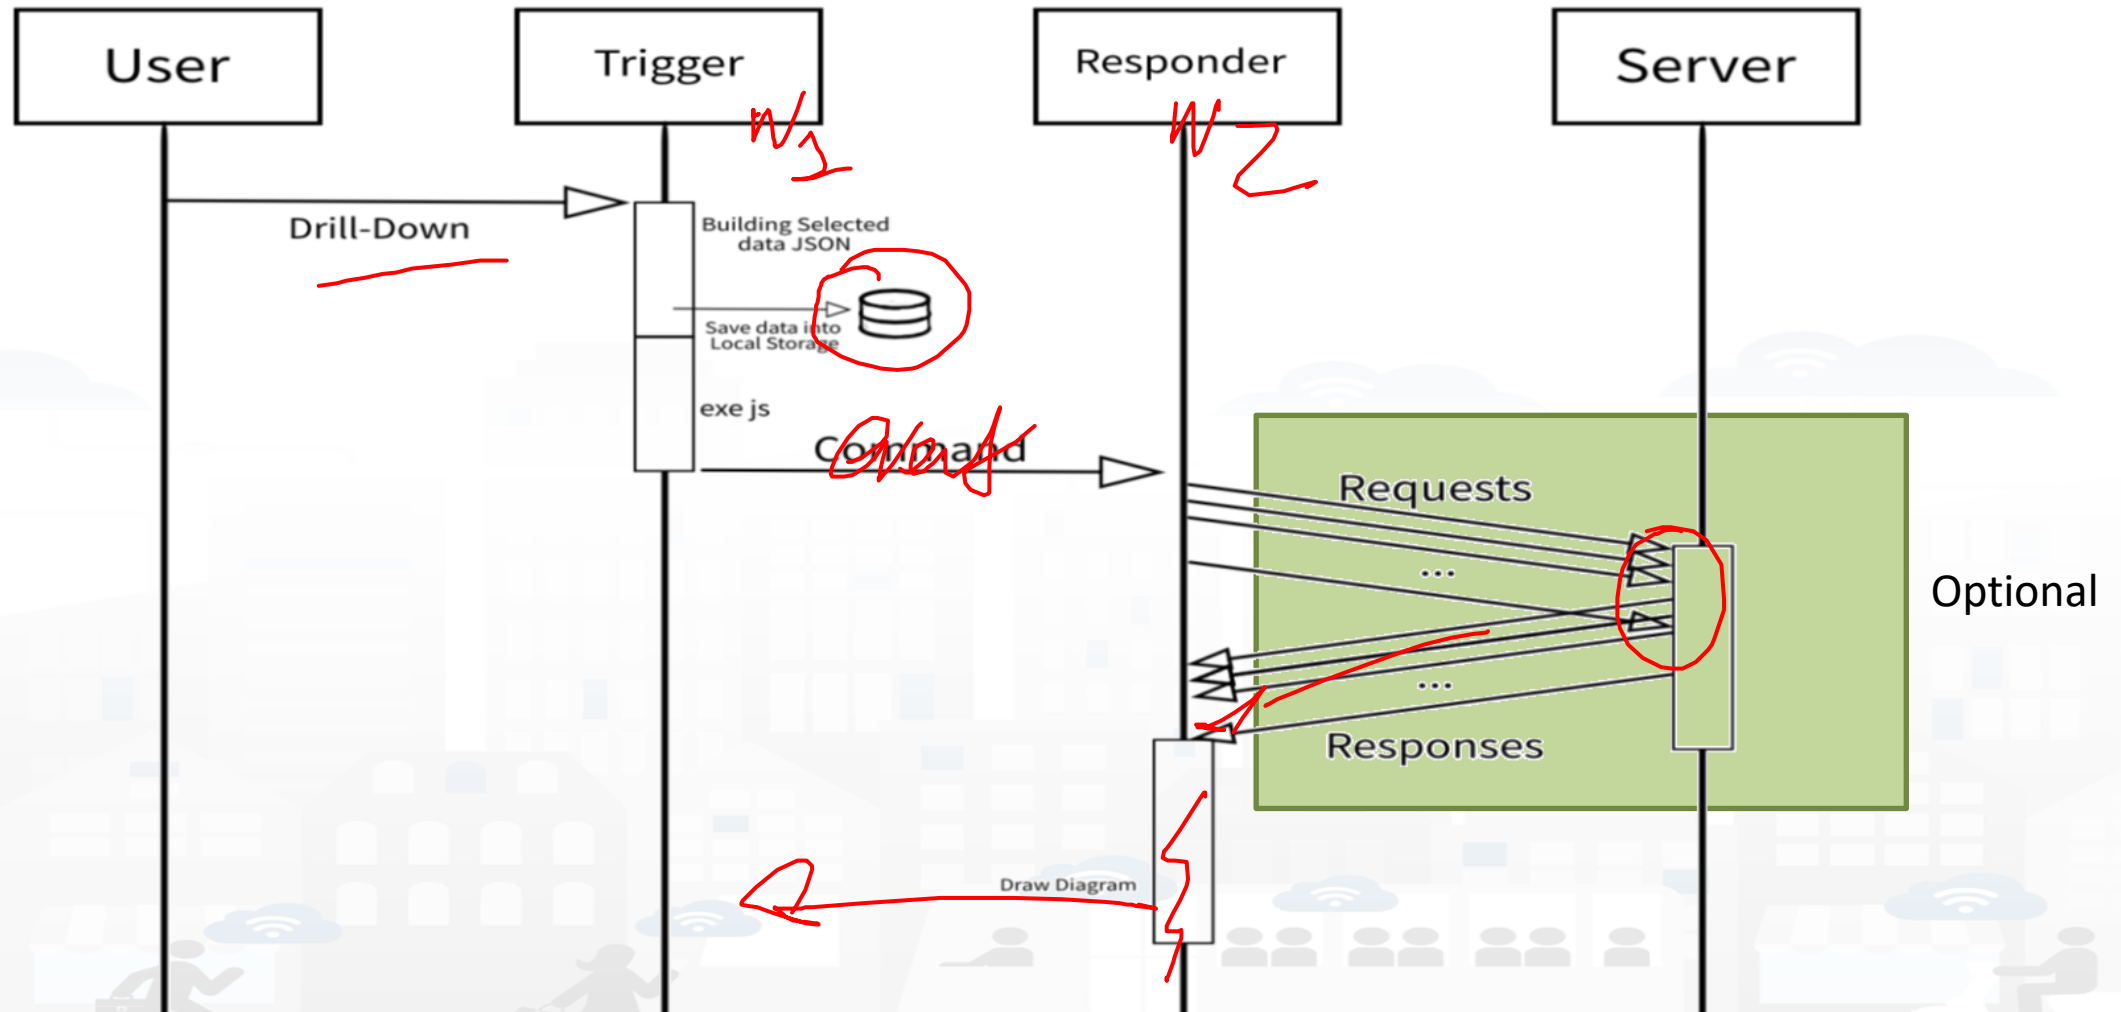 User
Trigger
Responder
Server
W1
W2
Drill-Down
Building Selected
data JSON
Save data into
Local Storage
exe js
Command
Requests
...
Optional
...
Responses
Draw Diagram